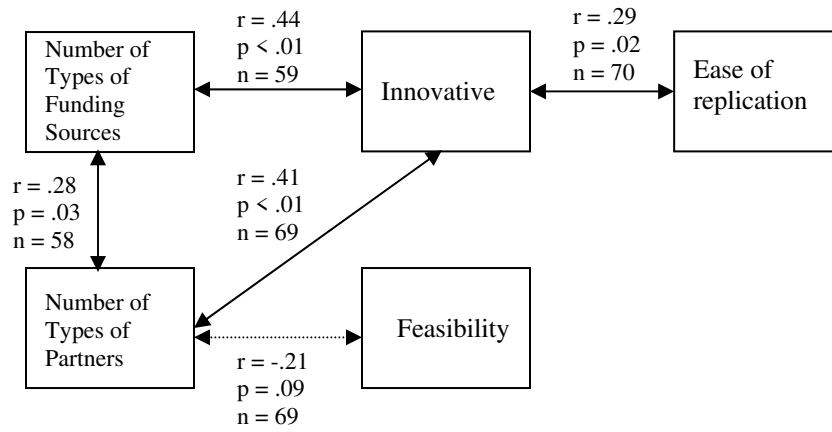 r = .44
p < .01
n = 59
r = .29
p = .02
n = 70
Number of
Types of
Funding
Sources
Innovative
Ease of
replication
r = .28
p = .03
n = 58
r = .41
p < .01
n = 69
Number of
Types of
Partners
Feasibility
r = -.21
p = .09
n = 69